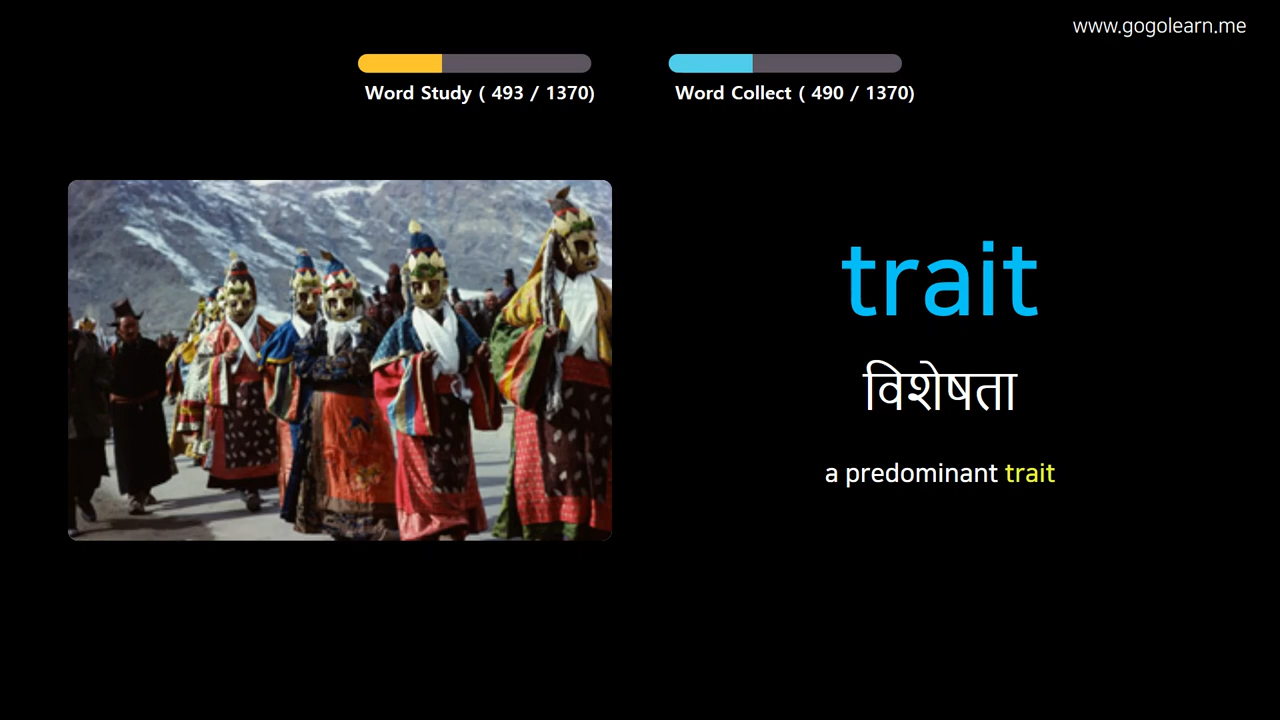 www.gogolearn.me
Word Study ( 493 / 1370)
Word Collect ( 490 / 1370)
trait
विशेषता
a predominant trait